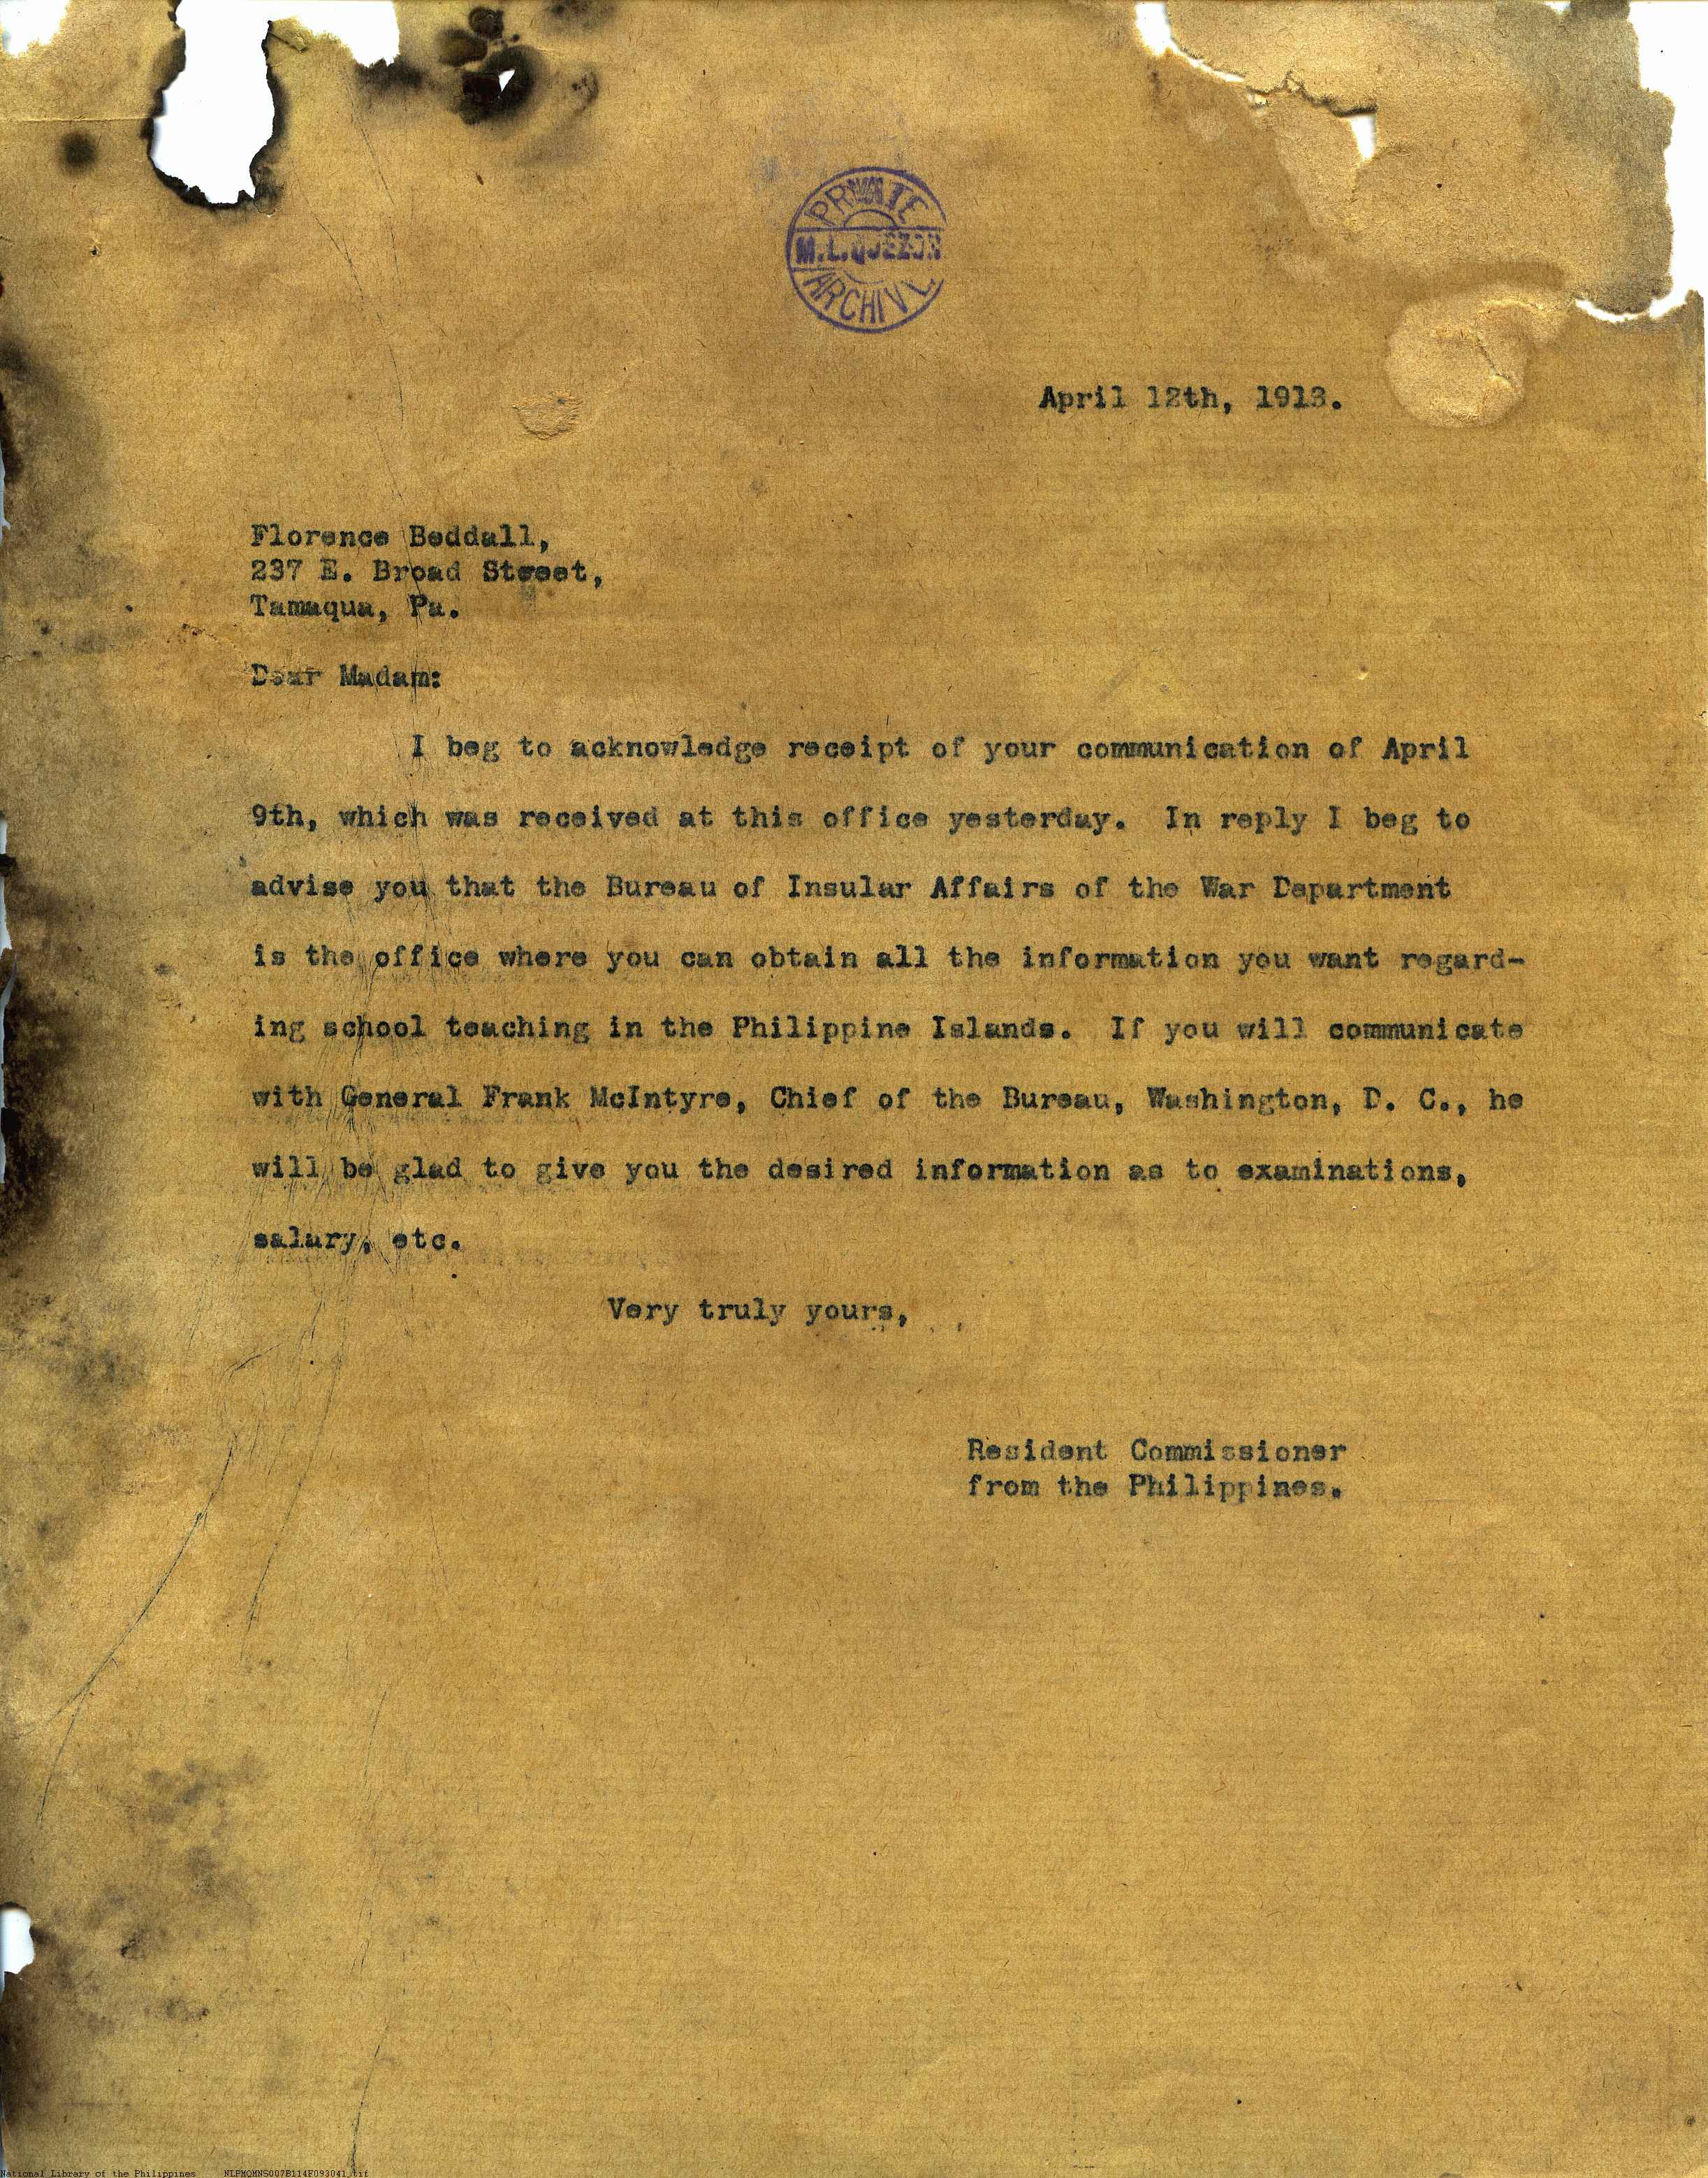 PRIVATE
M.L.QUEZON
ARCHIVE
April 12th, 1913.
Florence Beddall,
237 E. Broad Street,
Tamaqua, Pa.
Dear Madam:
I beg to acknowledge receipt of your communication of April
9th, which was received at this office yesterday. In reply I beg to
advise you that the Bureau of Insular Affairs of the War Department
is the office where you can obtain all the information you want regard-
ing school teaching in the Philippine Islands. If you will communicate
with General Frank McIntyre, Chief of the Bureau, Washington, D. C., he
will be glad to give you the desired information as to examinations,
salary, etc.
Very truly yours,
Resident Commissioner
from the Philippines.
National Library of the Philippines NLPMQMNS007B114F093041.tif